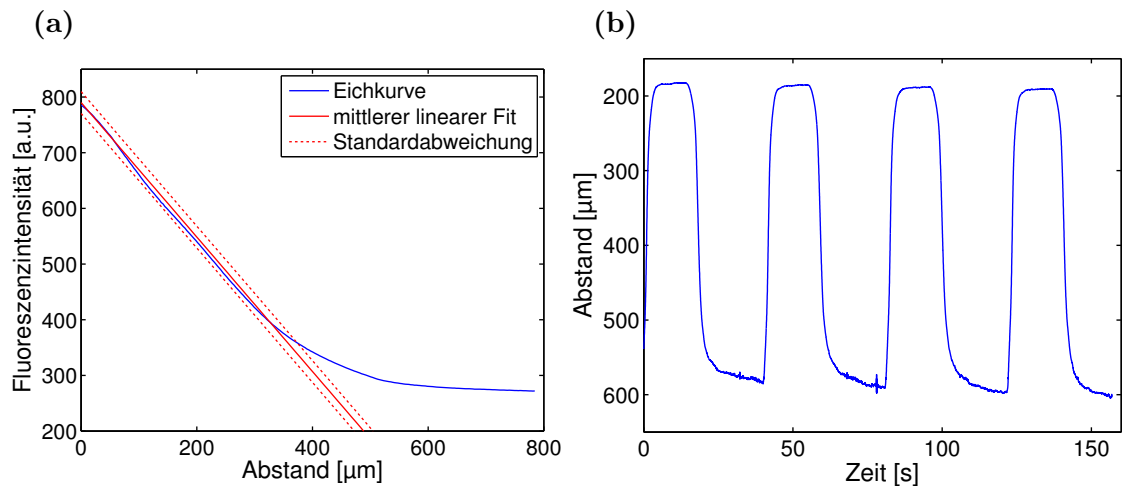 (a)
800
700
600
500
400
300
200
0
200
400
600
800
Fluoreszenzintensität [a.u.]
Abstand [µm]
Eichkurve
mittlerer linearer Fit
Standardabweichung
(b)
200
300
400
500
600
0
50
100
150
Abstand [µm]
Zeit [s]